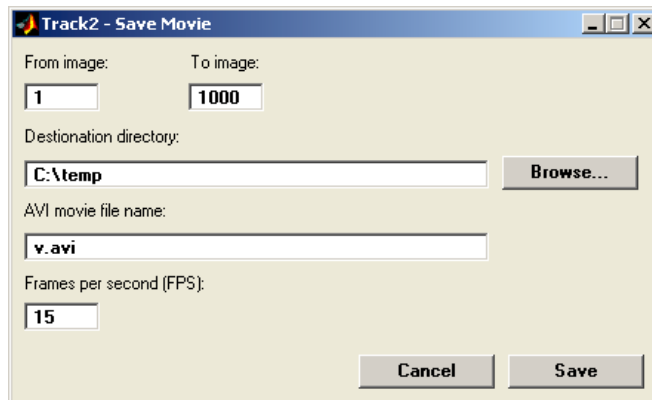 Track2 - Save Movie
From image: To image:
1 1000
Destionation directory:
C:\temp Browse...
AVI movie file name:
v.avi
Frames per second (FPS):
15
Cancel Save